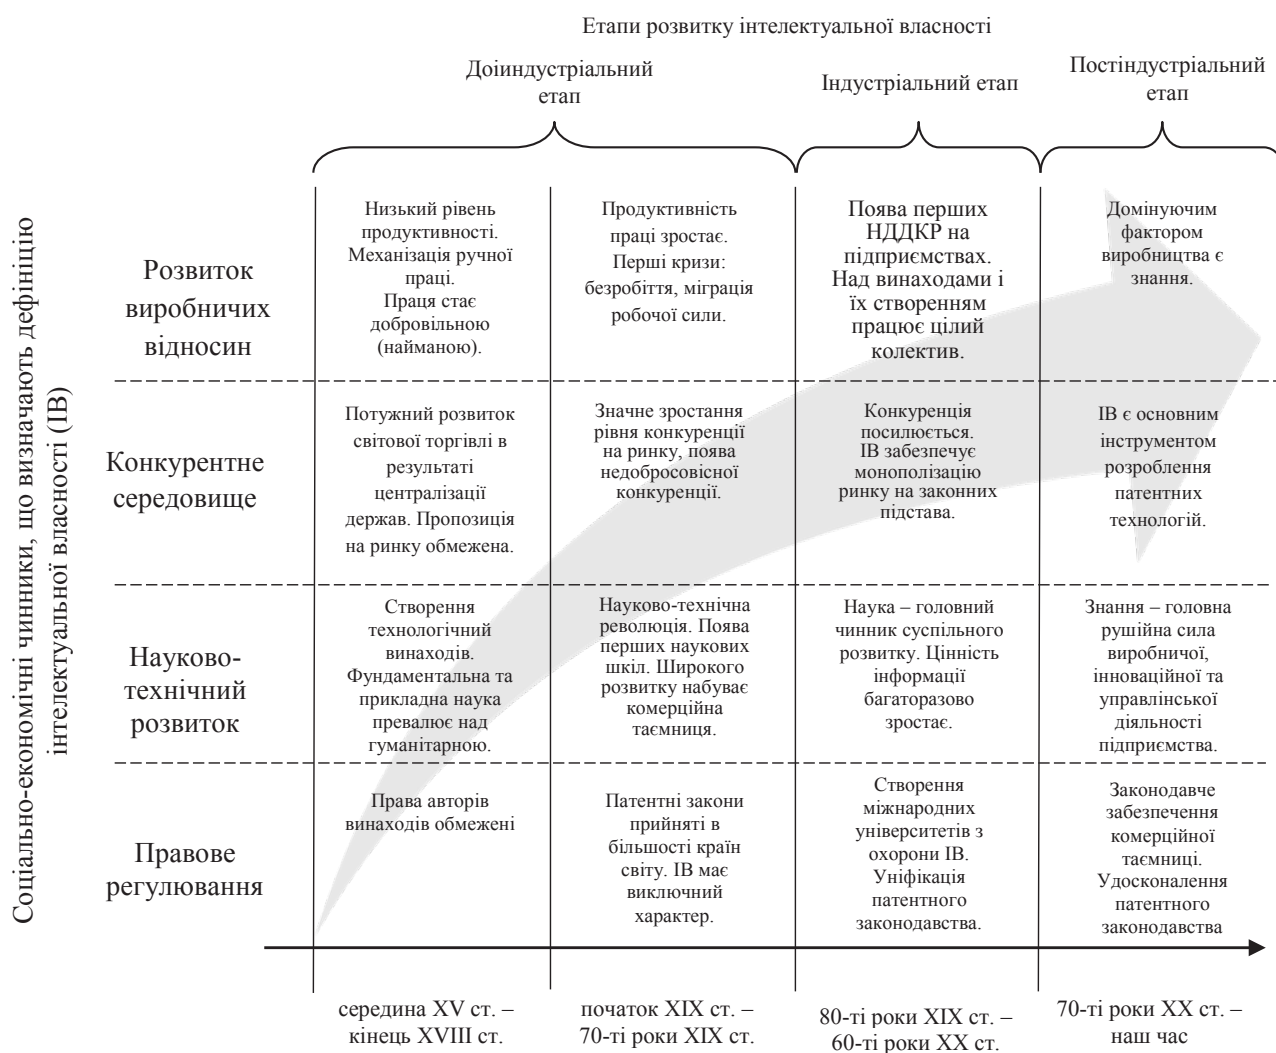 Етапи розвитку інтелектуальної власності
Доіиндустріальний
етап
Індустріальний етап
Постіндустріальний
етап
Соціально-економічні чинники, що визначають дефініцію
інтелектуальної власності (ІВ)
Розвиток
виробничих
відносин
Низький рівень
продуктивності.
Механізація ручної
праці.
Праця стає
добровільною
(найманою).
Продуктивність
праці зростає.
Перші кризи:
безробіття, міграція
робочої сили.
Поява перших
НДДКР на
підприємствах.
Над винаходами і
їх створенням
працює цілий
колектив.
Домінуючим
фактором
виробництва є
знання.
Конкурентне
середовище
Потужний розвиток
світової торгівлі в
результаті
централізації
держав. Пропозиція
на ринку обмежена.
Значне зростання
рівня конкуренції
на ринку, поява
недобросовісної
конкуренції.
Конкуренція
посилюється.
ІВ забезпечує
монополізацію
ринку на законних
підстава.
ІВ є основним
інструментом
розроблення
патентних
технологій.
Науково-
технічний
розвиток
Створення
технологічний
винаходів.
Фундаментальна та
прикладна наука
превалює над
гуманітарною.
Науково-технічна
революція. Поява
перших наукових
шкіл. Широкого
розвитку набуває
комерційна
таємниця.
Наука – головний
чинник суспільного
розвитку. Цінність
інформації
багаторазово
зростає.
Знання – головна
рушійна сила
виробничої,
інноваційної та
управлінської
діяльності
підприємства.
Правове
регулювання
Права авторів
винаходів обмежені
Патентні закони
прийняті в
більшості країн
світу. ІВ має
виключний
характер.
Створення
міжнародних
університетів з
охорони ІВ.
Уніфікація
патентного
законодавства.
Законодавче
забезпечення
комерційної
таємниці.
Удосконалення
патентного
законодавства
середина XV ст. –
кінець XVIII ст.
початок XIX ст. –
70-ті роки XIX ст.
80-ті роки XIX ст. –
60-ті роки XX ст.
70-ті роки XX ст. –
наш час